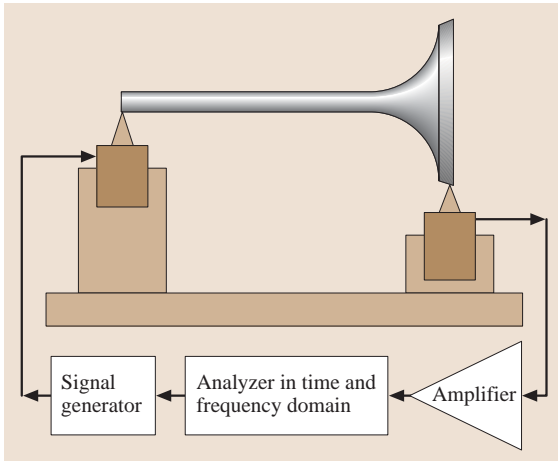 Signal
generator
Analyzer in time and
frequency domain
Amplifier